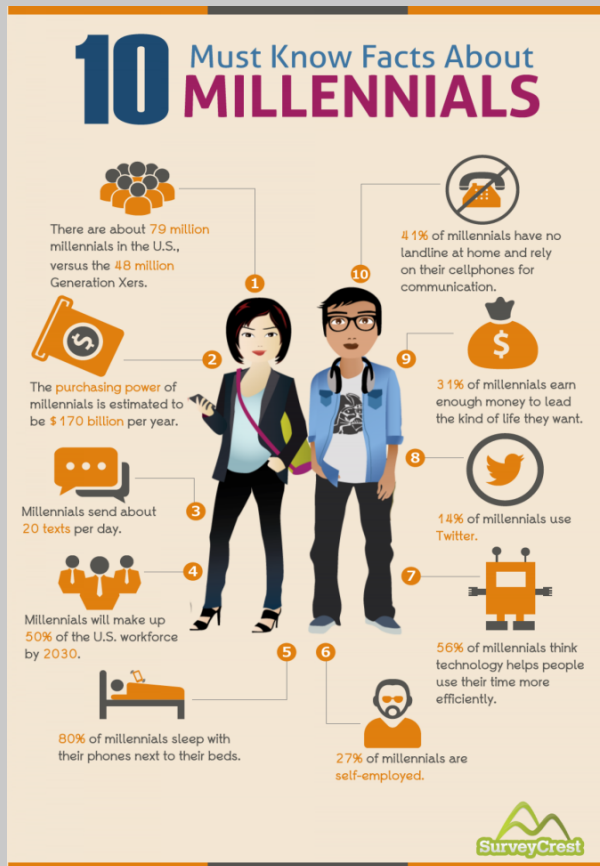 10 Must Know Facts About
MILLENNIALS
There are about 79 million
millennials in the U.S.,
versus the 48 million
Generation Xers.
1
The purchasing power of
millennials is estimated to
be $170 billion per year.
2
Millennials send about
20 texts per day.
3
Millennials will make up
50% of the U.S. workforce
by 2030.
4
80% of millennials sleep with
their phones next to their beds.
5
6
27% of millennials are
self-employed.
7
56% of millennials think
technology helps people
use their time more
efficiently.
8
14% of millennials use
Twitter.
9
$
31% of millennials earn
enough money to lead
the kind of life they want.
10
41% of millennials have no
landline at home and rely
on their cellphones for
communication.
$
SurveyCrest